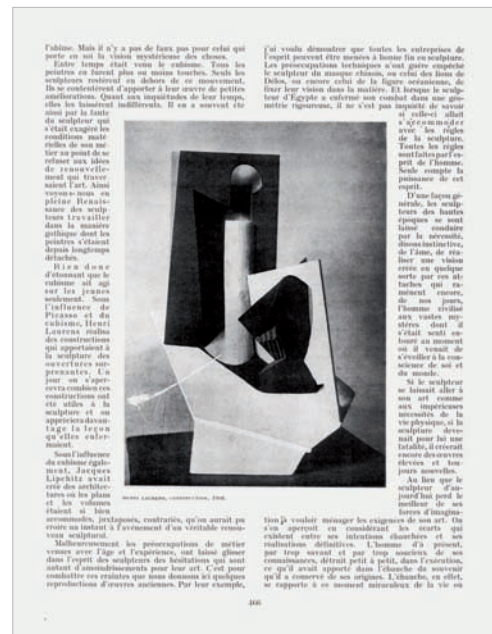 l'abîme. Mais il n'y a pas de faux pas pour celui qui
porte en soi la vision mystérieuse des choses.
Entre temps était venu le cubisme. Tous les
peintres en furent plus ou moins touchés. Seuls les
sculpteurs restèrent en dehors de ce mouvement.
Ils se contentèrent d'apporter à leur œuvre de petites
améliorations. Quant aux inquiétudes de leur temps,
elles les laissèrent indifférents. Il en a souvent été
ainsi par la faute
du sculpteur qui
s'était exagéré les
conditions maté-
rielles de son mé-
tier au point de se
refuser aux idées
de renouvelle-
ment qui traver-
saient l'art. Ainsi
voyons-nous en
pleine Renais-
sance des sculp-
teurs travailler
dans la manière
gothique dont les
peintres s'étaient
depuis longtemps
détachés.
Rien donc
d'étonnant que le
cubisme ait agi
sur les jeunes
seulement. Sous
l'influence de
Picasso et du
cubisme, Henri
Laurens réalisa
des constructions
qui apportaient à
la sculpture des
ouvertures sur-
prenantes. Un
jour on s'aper-
cevra combien ces
constructions ont
été utiles à la
sculpture et on
appréciera davan-
tage la leçon
qu'elles enfer-
maient.
Sous l'influence
du cubisme égale-
ment, Jacques
Lipchitz avait
créé des architec-
tures où les plans
et les volumes
étaient si bien
accommodés, juxtaposés, contrariés, qu'on aurait pu
croire un instant à l'événement d'un véritable renou-
veau sculptural.
Malheureusement les préoccupations de métier
venues avec l'âge et l'expérience, ont laissé glisser
dans l'esprit des sculpteurs des hésitations qui sont
autant d'amoindrissements pour leur art. C'est pour
combattre ces craintes que nous donnons ici quelques
reproductions d'œuvres anciennes. Par leur exemple,
HENRI LAURENS, CONSTRUCTION,
j'ai voulu démontrer que toutes les entreprises de
l'esprit peuvent être menées à bonne fin en sculpture.
Les préoccupations techniques n'ont guère empêché
le sculpteur du masque chinois, ou celui des lions de
Délos, ou encore celui de la figure océanienne, de
fixer leur vision dans la matière. Et lorsque le sculp-
teur d'Egypte a enfermé son combat dans une géo-
métrie rigoureuse, il ne s'est pas inquiété de savoir
si celle-ci allait
s'accommoder
avec les règles
de la sculpture.
Toutes les règles
sont faites par l'es-
prit de l'homme.
Seule compte la
puissance de cet
esprit.
D'une façon gé-
nérale, les sculp-
teurs des hautes
époques se sont
laissé conduire
par la nécessité,
disons instinctive,
de l'âme, de réa-
liser une vision
créée en quelque
sorte par ces at-
taches qui ra-
mènent encore,
de nos jours,
l'homme civilisé
aux vastes my-
stères dont il
s'était senti en-
touré au moment
où il venait de
s'éveiller à la con-
science de soi et
du monde.
Si le sculpteur
se laissait aller à
son art comme
aux impérieuses
nécessités de la
vie physique, si la
sculpture deve-
nait pour lui une
fatalité, il créerait
encore des œuvres
élevées et tou-
jours nouvelles.
Au lieu que le
sculpteur d'au-
jourd'hui perd le
meilleur de ses
forces d'imagina-
tion à vouloir ménager les exigences de son art. On
s'en aperçoit en considérant les écarts qui
existent entre ses intentions ébauchées et ses
réalisations définitives. L'homme d'à présent,
par trop savant et par trop soucieux de ses
connaissances, détruit petit à petit, dans l'exécution,
ce qu'il avait apporté dans l'ébauche du souvenir
qu'il a conservé de ses origines. L'ébauche, en effet,
se rapporte à ce moment miraculeux de la vie où
466